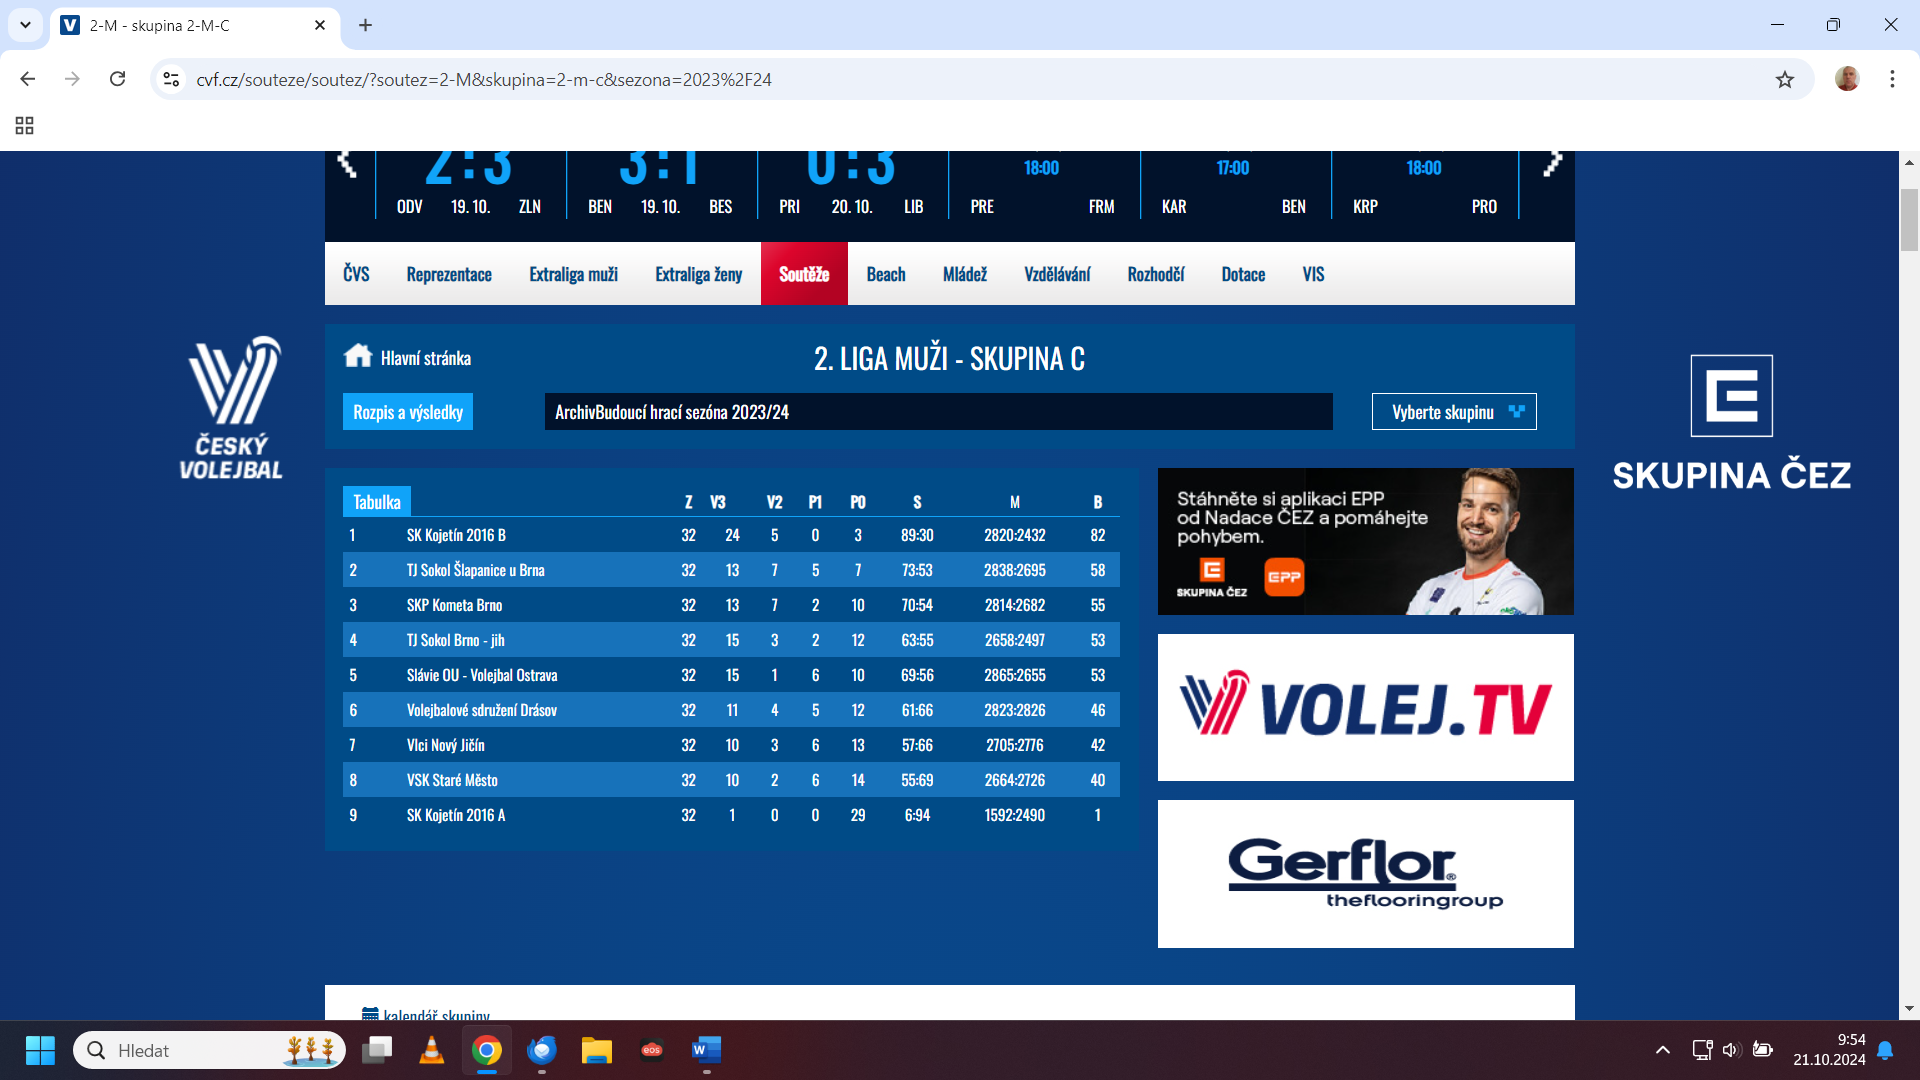 2-M - skupina 2-M-C
cvf.cz/souteze/soutez/?soutez=2-M&skupina=2-m-c&sezona=2023%2F24
2:3 3:1 0:3 18:00 17:00 18:00
ODV 19. 10. ZLN BEN 19. 10. BES PRI 20. 10. LIB PRE FRM KAR BEN KRP PRO
ČVS Reprezentace Extraliga muži Extraliga ženy Soutěže Beach Mládež Vzdělávání Rozhodčí Dotace VIS
Hlavní stránka
2. LIGA MUŽI - SKUPINA C
Rozpis a výsledky
ArchivBudoucí hrací sezóna 2023/24
Vyberte skupinu
ČESKÝ
VOLEJBAL
SKUPINA ČEZ
Tabulka Z V3 V2 P1 P0 S M B
1 SK Kojetín 2016 B 32 24 5 0 3 89:30 2820:2432 82
2 TJ Sokol Šlapanice u Brna 32 13 7 5 7 73:53 2838:2695 58
3 SKP Kometa Brno 32 13 7 2 10 70:54 2814:2682 55
4 TJ Sokol Brno - jih 32 15 3 2 12 63:55 2658:2497 53
5 Slávie OU - Volejbal Ostrava 32 15 1 6 10 69:56 2865:2655 53
6 Volejbalové sdružení Drásov 32 11 4 5 12 61:66 2823:2826 46
7 Vlci Nový Jičín 32 10 3 6 13 57:66 2705:2776 42
8 VSK Staré Město 32 10 2 6 14 55:69 2664:2726 40
9 SK Kojetín 2016 A 32 1 0 0 29 6:94 1592:2490 1
Stáhněte si aplikaci EPP
od Nadace ČEZ a pomáhejte
pohybem.
EPP
SKUPINA ČEZ
VOLEJ.TV
Gerflor®
theflooringgroup
kalendář skupiny
Hledat
eos
W
9:54
21.10.2024